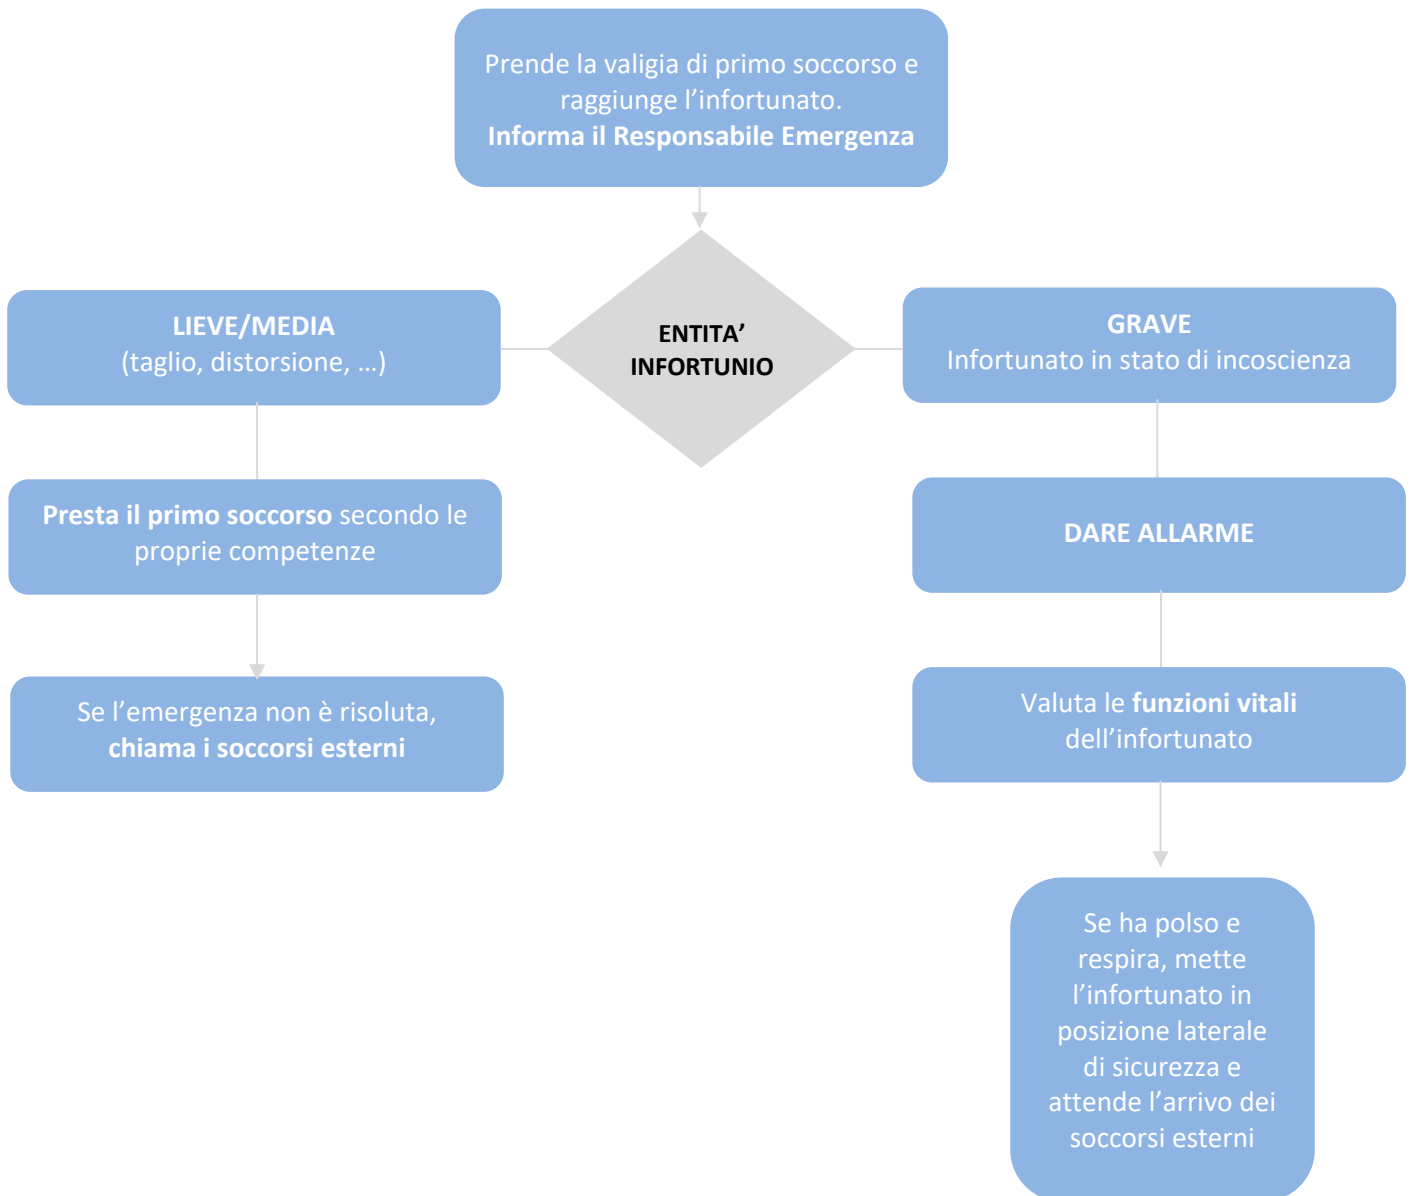 Prende la valigia di primo soccorso e
raggiunge l’infortunato.
Informa il Responsabile Emergenza
ENTITA’
INFORTUNIO
LIEVE/MEDIA
(taglio, distorsione, …)
Presta il primo soccorso secondo le
proprie competenze
Se l’emergenza non è risoluta,
chiama i soccorsi esterni
GRAVE
Infortunato in stato di incoscienza
DARE ALLARME
Valuta le funzioni vitali
dell’infortunato
Se ha polso e
respira, mette
l’infortunato in
posizione laterale
di sicurezza e
attende l’arrivo dei
soccorsi esterni